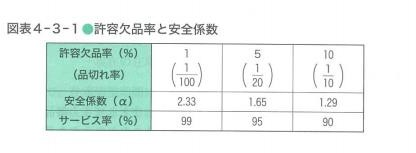 図表4-3-1●許容欠品率と安全係数
許容欠品率（%） 1 5 10
（品切れ率） (1/100) (1/20) (1/10)
安全係数（α） 2.33 1.65 1.29
サービス率（%） 99 95 90